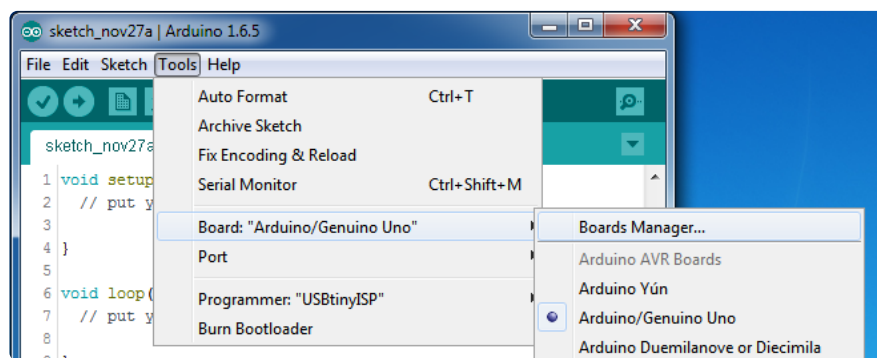 sketch_nov27a | Arduino 1.6.5
File Edit Sketch Tools Help
Auto Format Ctrl+T
Archive Sketch
sketch_nov27a
Fix Encoding & Reload
1 void setup
Serial Monitor Ctrl+Shift+M
2 // put y
3
Board: "Arduino/Genuino Uno"
Boards Manager...
4 }
Port
Arduino AVR Boards
5
6 void loop(
Programmer: "USBtinyISP"
Arduino Yún
7 // put y
Burn Bootloader
Arduino/Genuino Uno
8
Arduino Duemilanove or Diecimila